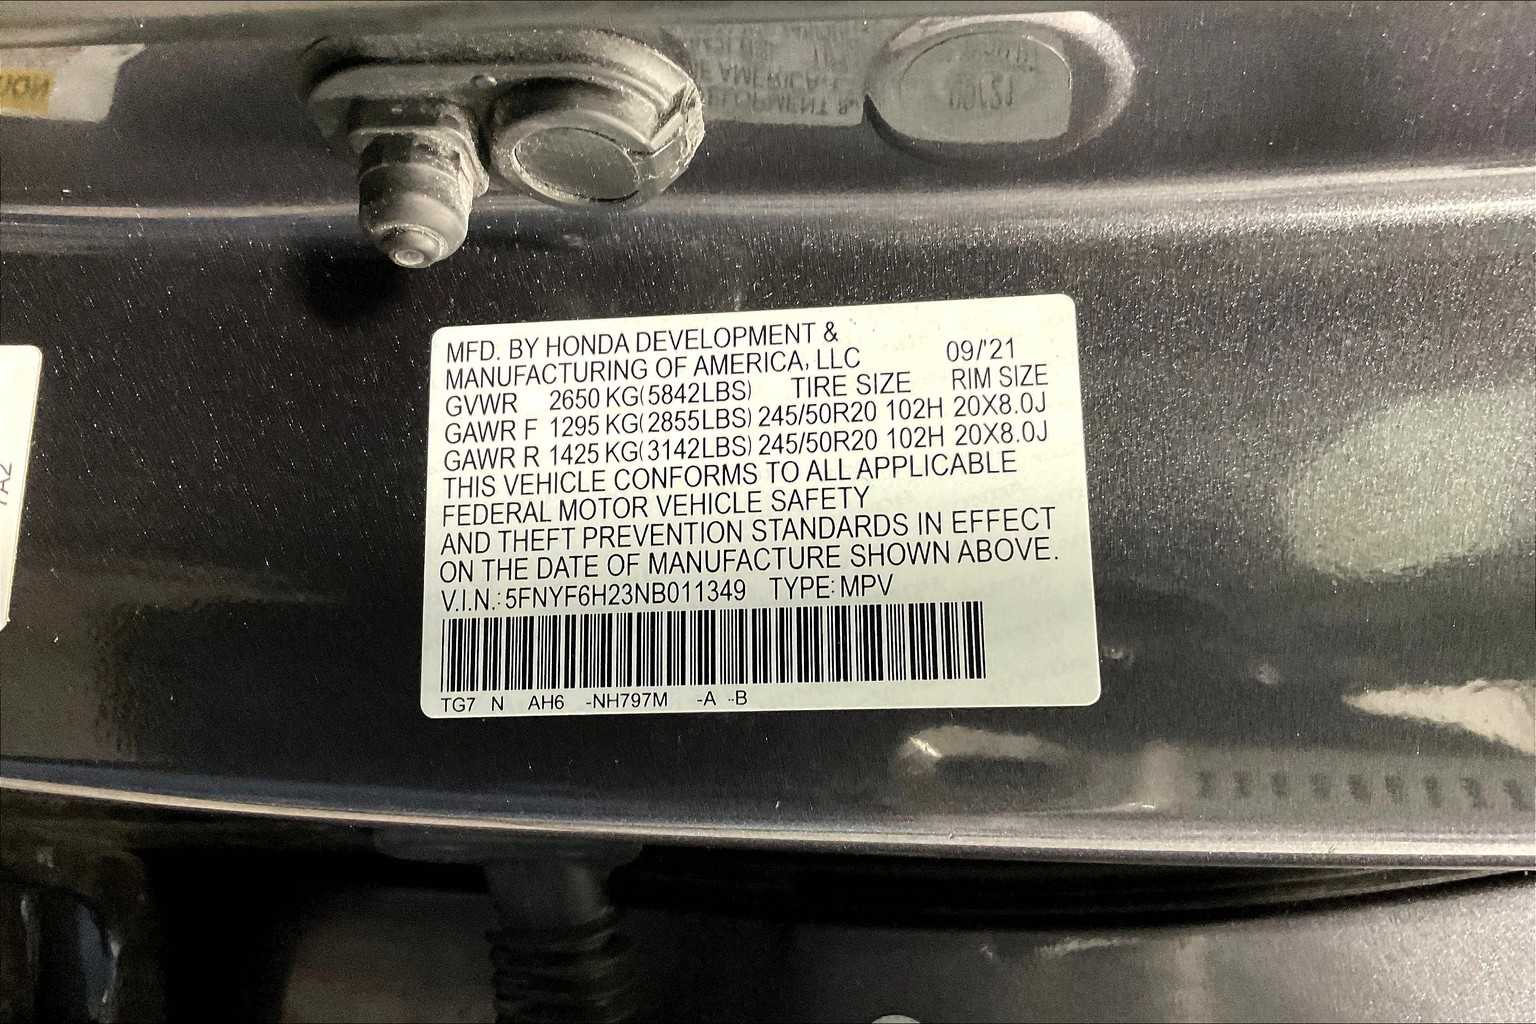 MFD. BY HONDA DEVELOPMENT &
MANUFACTURING OF AMERICA, LLC 09/'21
GVWR 2650 KG(5842LBS) TIRE SIZE RIM SIZE
GAWR F 1295 KG(2855LBS) 245/50R20 102H 20X8.0J
GAWR R 1425 KG(3142LBS) 245/50R20 102H 20X8.0J
THIS VEHICLE CONFORMS TO ALL APPLICABLE
FEDERAL MOTOR VEHICLE SAFETY
AND THEFT PREVENTION STANDARDS IN EFFECT
ON THE DATE OF MANUFACTURE SHOWN ABOVE.
V.I.N.: 5FNYF6H23NB011349 TYPE: MPV
TG7 N AH6 -NH797M -A -B